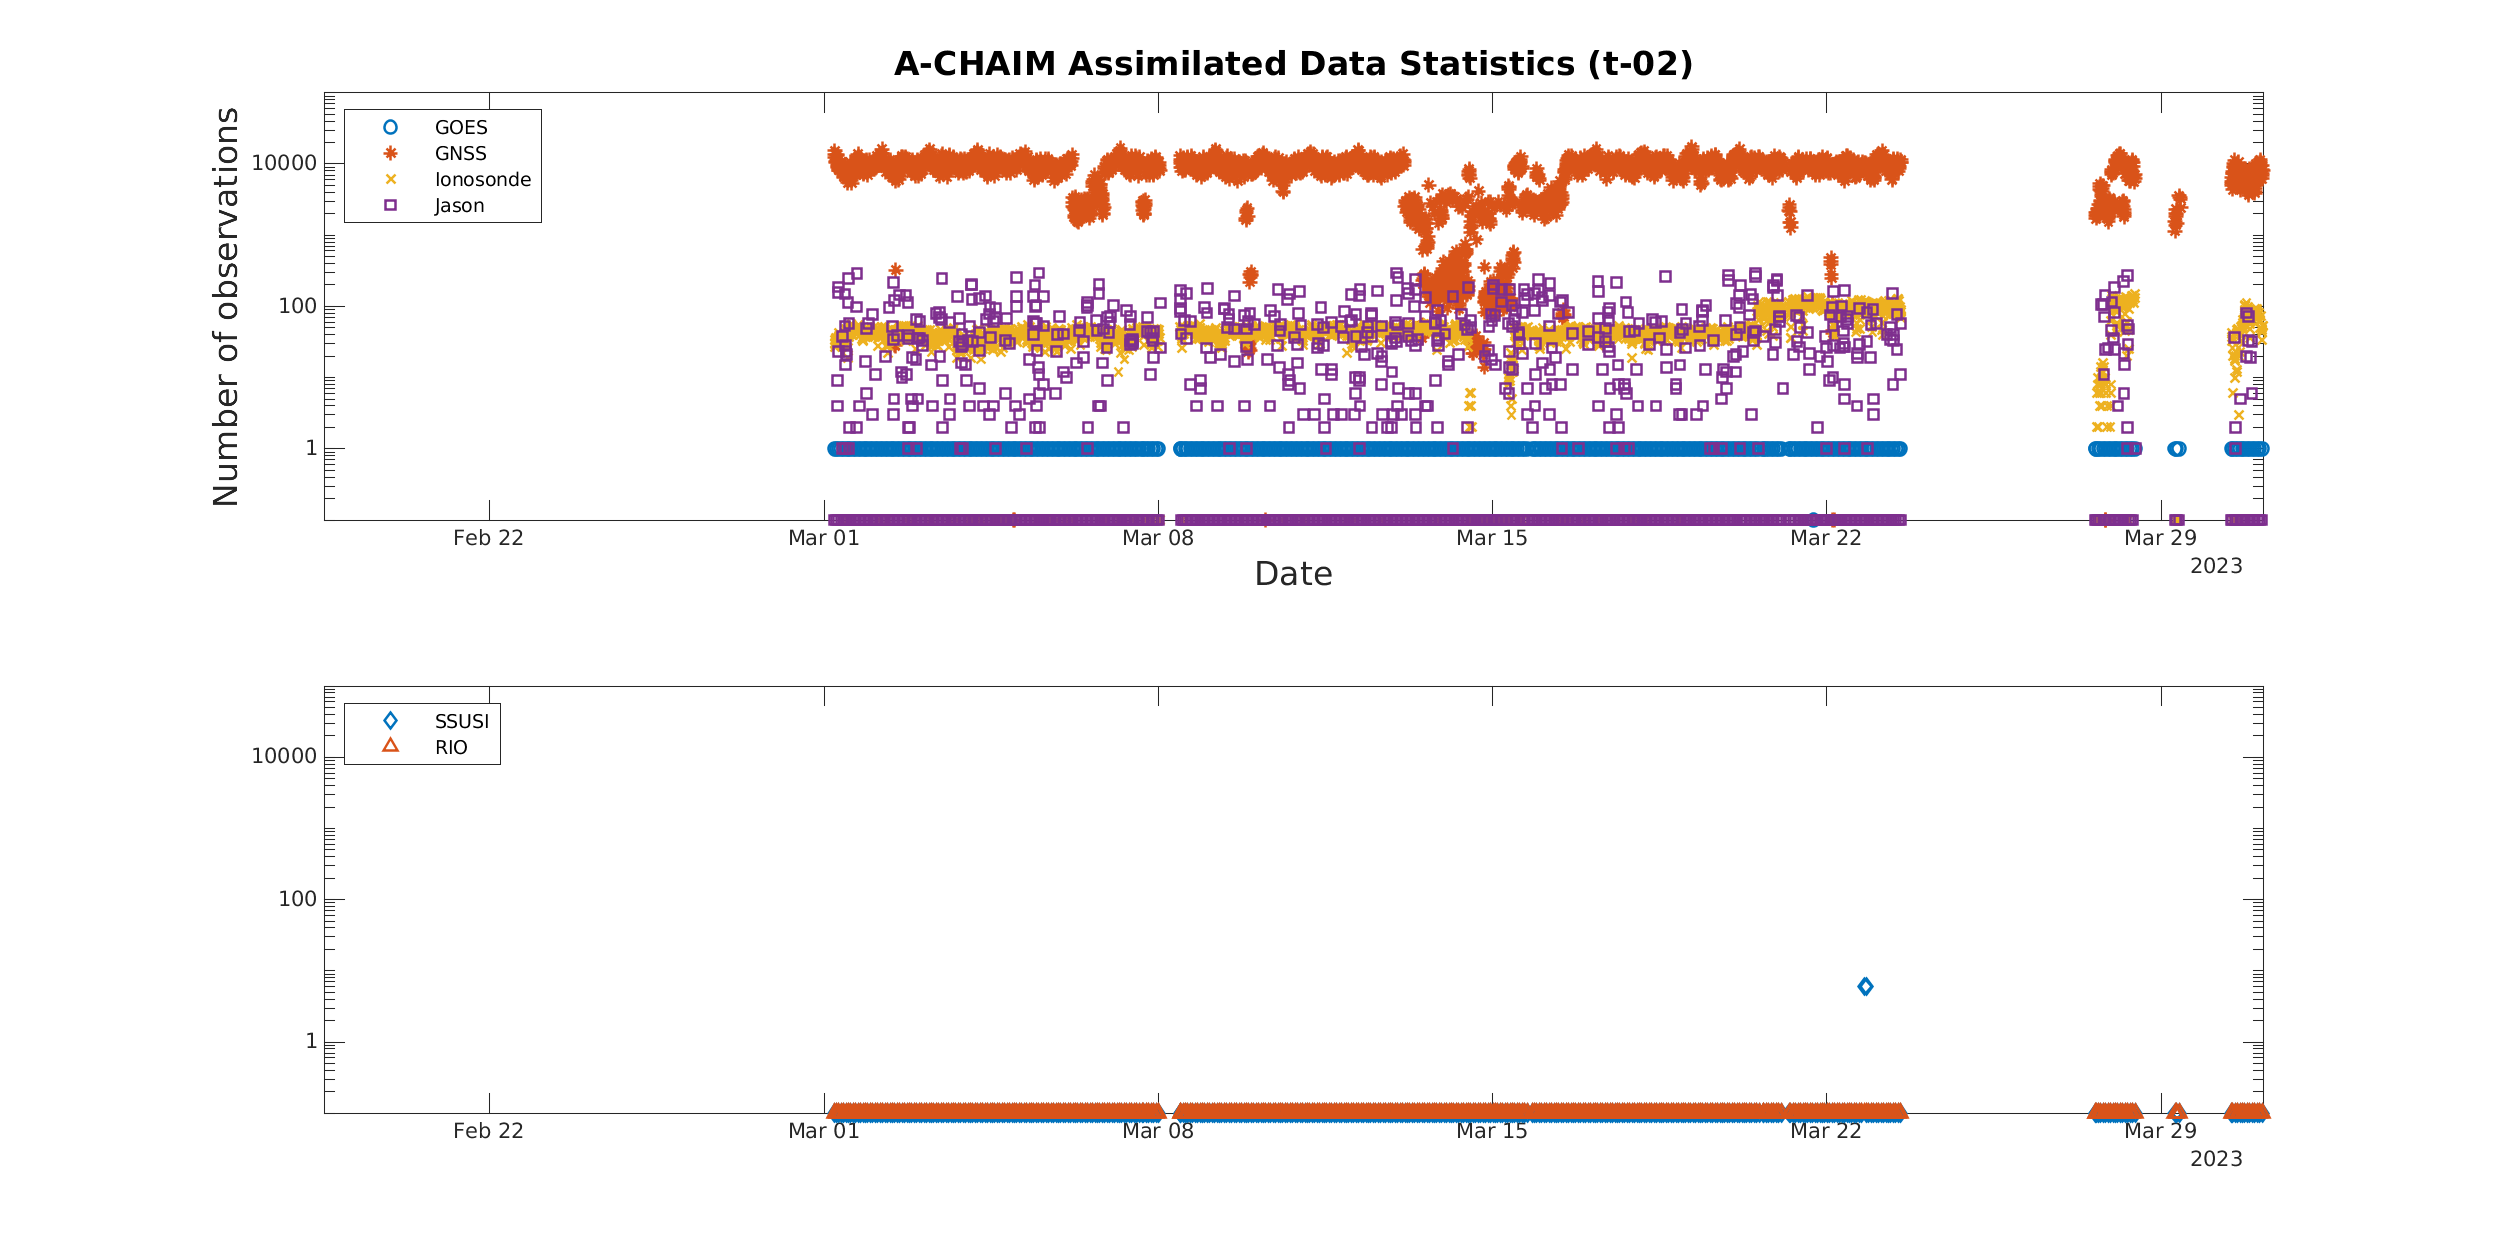 A-CHAIM Assimilated Data Statistics (t-02)
Number of observations
10000
100
1
GOES
GNSS
Ionosonde
Jason
Feb 22
Mar 01
Mar 08
Mar 15
Mar 22
Mar 29
2023
Date
10000
100
1
SSUSI
RIO
Feb 22
Mar 01
Mar 08
Mar 15
Mar 22
Mar 29
2023